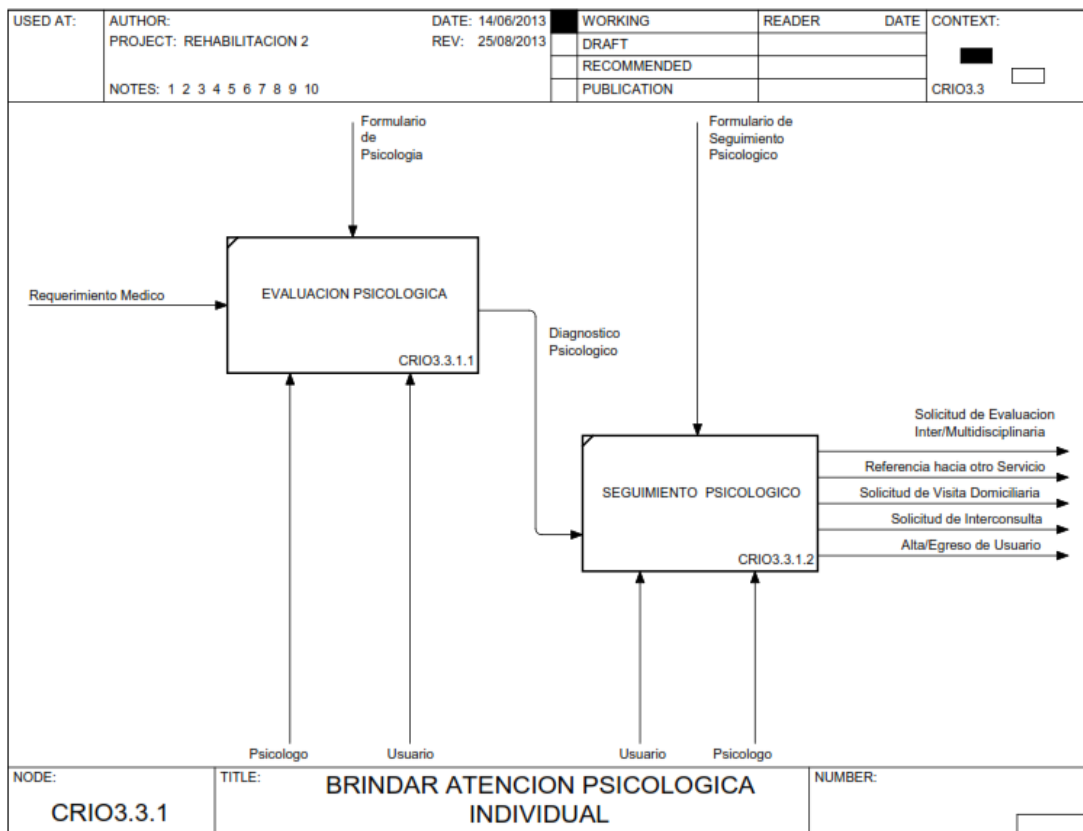 USED AT:
AUTHOR:
DATE: 14/06/2013
PROJECT: REHABILITACION 2
REV: 25/08/2013
NOTES: 1 2 3 4 5 6 7 8 9 10
WORKING
DRAFT
RECOMMENDED
PUBLICATION
READER
DATE
CONTEXT:
CRIO3.3
Formulario
de
Psicologia
Formulario de
Seguimiento
Psicologico
Requerimiento Medico
EVALUACION PSICOLOGICA
CRIO3.3.1.1
Diagnostico
Psicologico
SEGUIMIENTO PSICOLOGICO
CRIO3.3.1.2
Solicitud de Evaluacion
Inter/Multidisciplinaria
Referencia hacia otro Servicio
Solicitud de Visita Domiciliaria
Solicitud de Interconsulta
Alta/Egreso de Usuario
Psicologo
Usuario
Usuario
Psicologo
NODE:
CRIO3.3.1
TITLE:
BRINDAR ATENCION PSICOLOGICA
INDIVIDUAL
NUMBER: